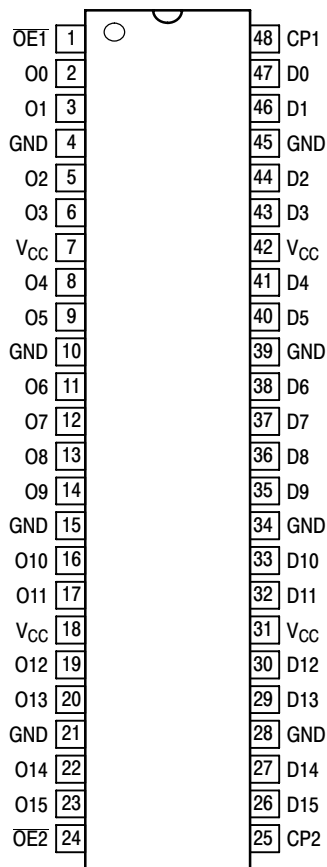 OE1 1 48 CP1
O0 2 47 D0
O1 3 46 D1
GND 4 45 GND
O2 5 44 D2
O3 6 43 D3
VCC 7 42 VCC
O4 8 41 D4
O5 9 40 D5
GND 10 39 GND
O6 11 38 D6
O7 12 37 D7
O8 13 36 D8
O9 14 35 D9
GND 15 34 GND
O10 16 33 D10
O11 17 32 D11
VCC 18 31 VCC
O12 19 30 D12
O13 20 29 D13
GND 21 28 GND
O14 22 27 D14
O15 23 26 D15
OE2 24 25 CP2